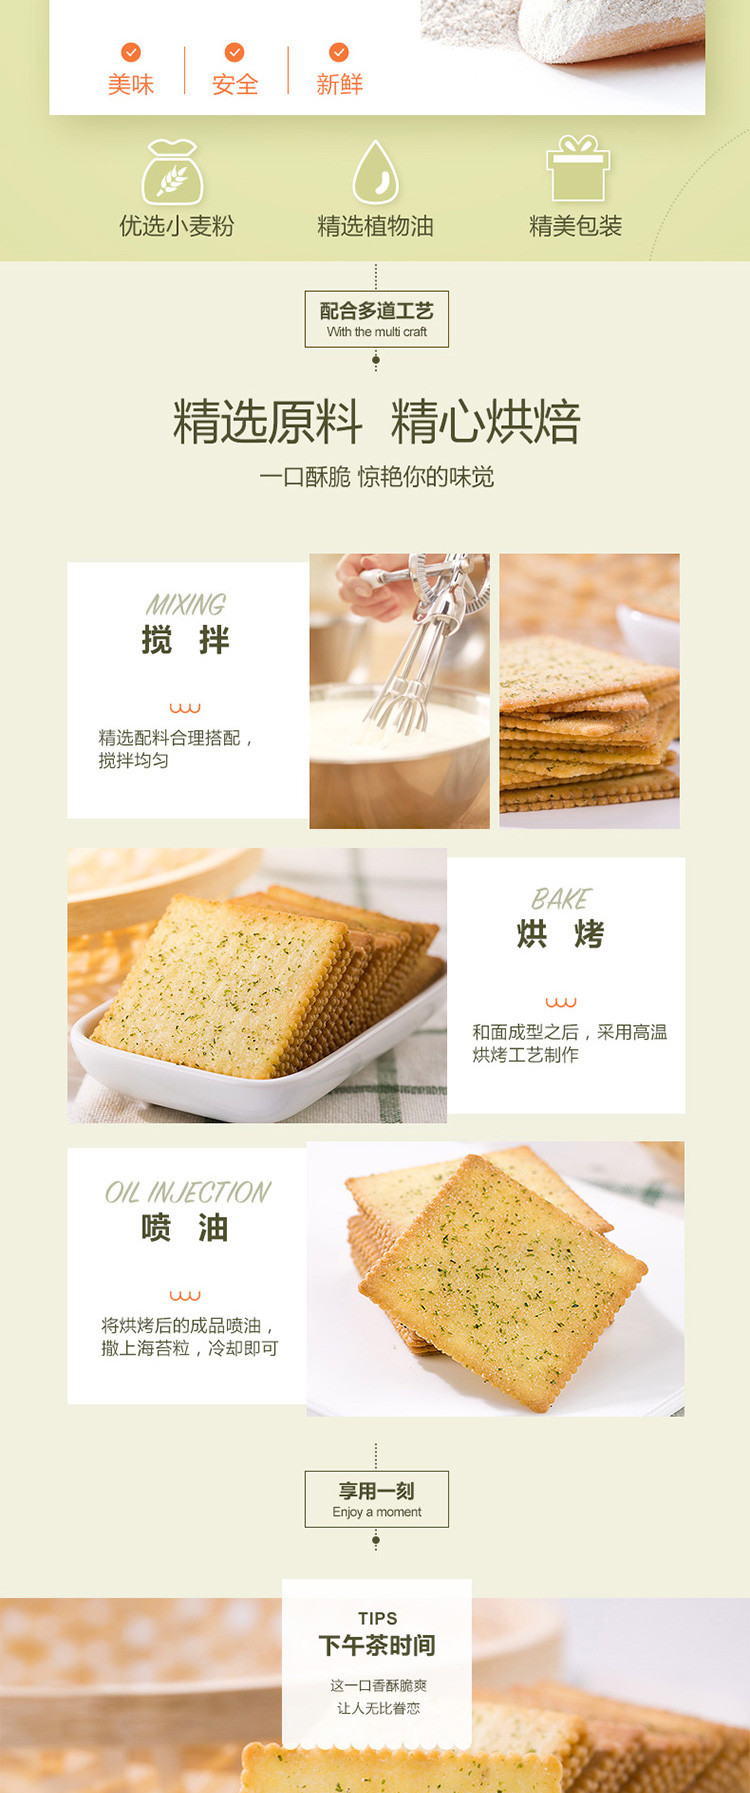 美味 安全 新鲜
优选小麦粉 精选植物油 精美包装
配合多道工艺
With the multi craft
精选原料 精心烘焙
一口酥脆 惊艳你的味觉
MIXING
搅 拌
精选配料合理搭配，
搅拌均匀
BAKE
烘 烤
和面成型之后，采用高温
烘烤工艺制作
OIL INJECTION
喷 油
将烘烤后的成品喷油，
撒上海苔粒，冷却即可
享用一刻
Enjoy a moment
TIPS
下午茶时间
这一口香酥脆爽
让人无比眷恋